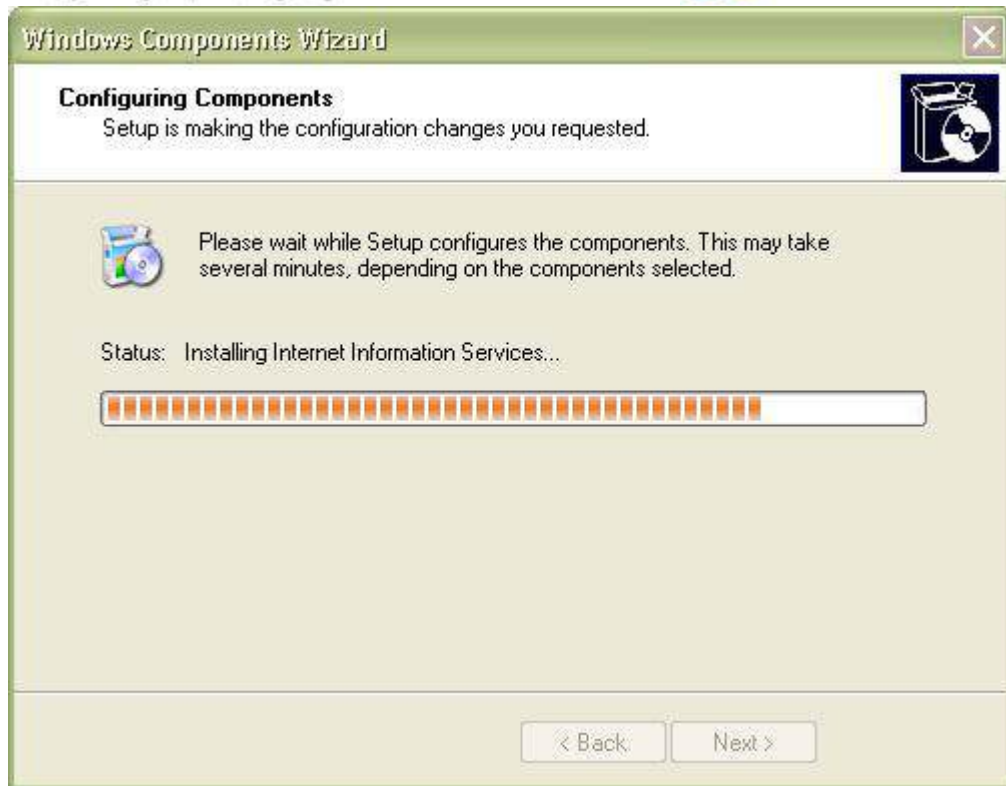 Windows Components Wizard
Configuring Components
Setup is making the configuration changes you requested.
Please wait while Setup configures the components. This may take
several minutes, depending on the components selected.
Status: Installing Internet Information Services...
< Back
Next >